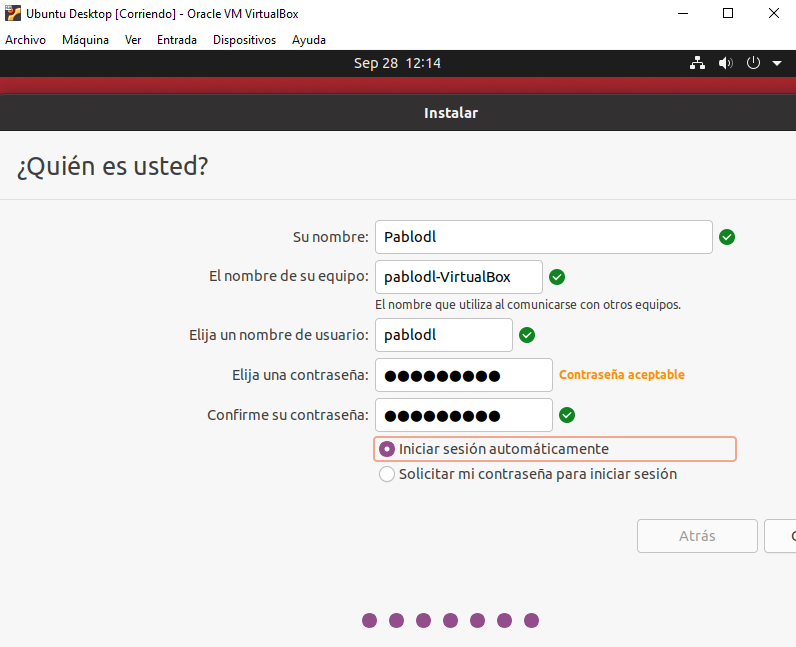 Ubuntu Desktop [Corriendo] - Oracle VM VirtualBox
Archivo Máquina Ver Entrada Dispositivos Ayuda
Sep 28 12:14
Instalar
¿Quién es usted?
Su nombre: Pablodl
El nombre de su equipo: pablodl-VirtualBox
El nombre que utiliza al comunicarse con otros equipos.
Elija un nombre de usuario: pablodl
Elija una contraseña: ●●●●●●●●● Contraseña aceptable
Confirme su contraseña: ●●●●●●●●●
Iniciar sesión automáticamente
Solicitar mi contraseña para iniciar sesión
Atrás